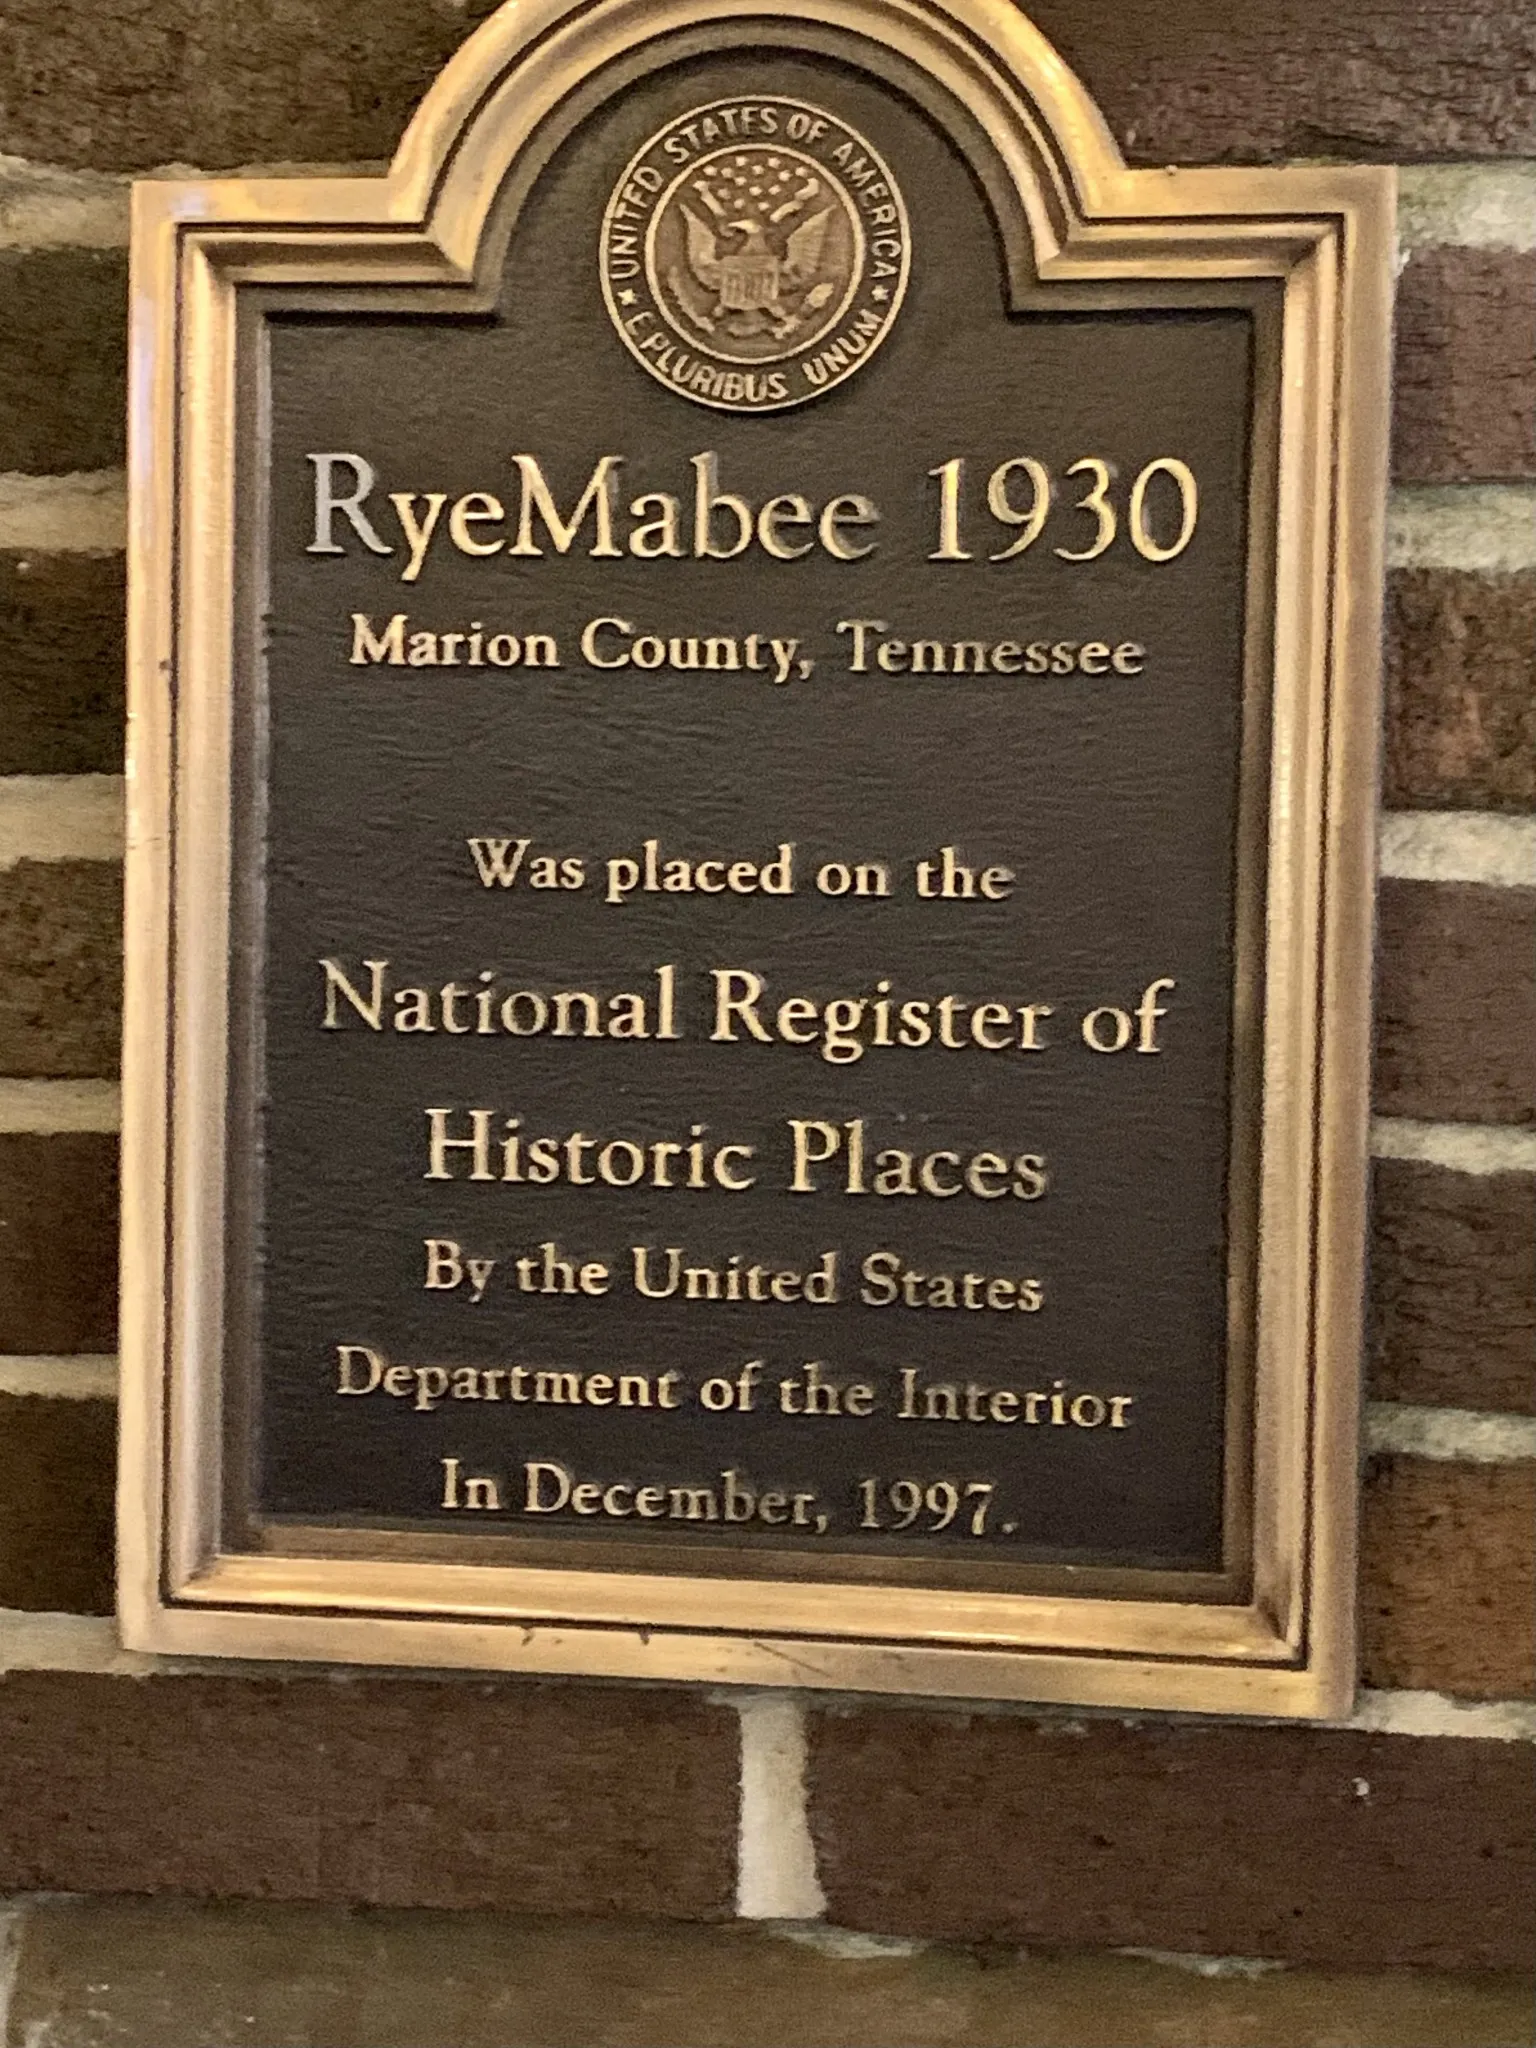 UNITED STATES OF AMERICA
★ E PLURIBUS UNUM ★
RyeMabee 1930
Marion County, Tennessee
Was placed on the
National Register of
Historic Places
By the United States
Department of the Interior
In December, 1997.